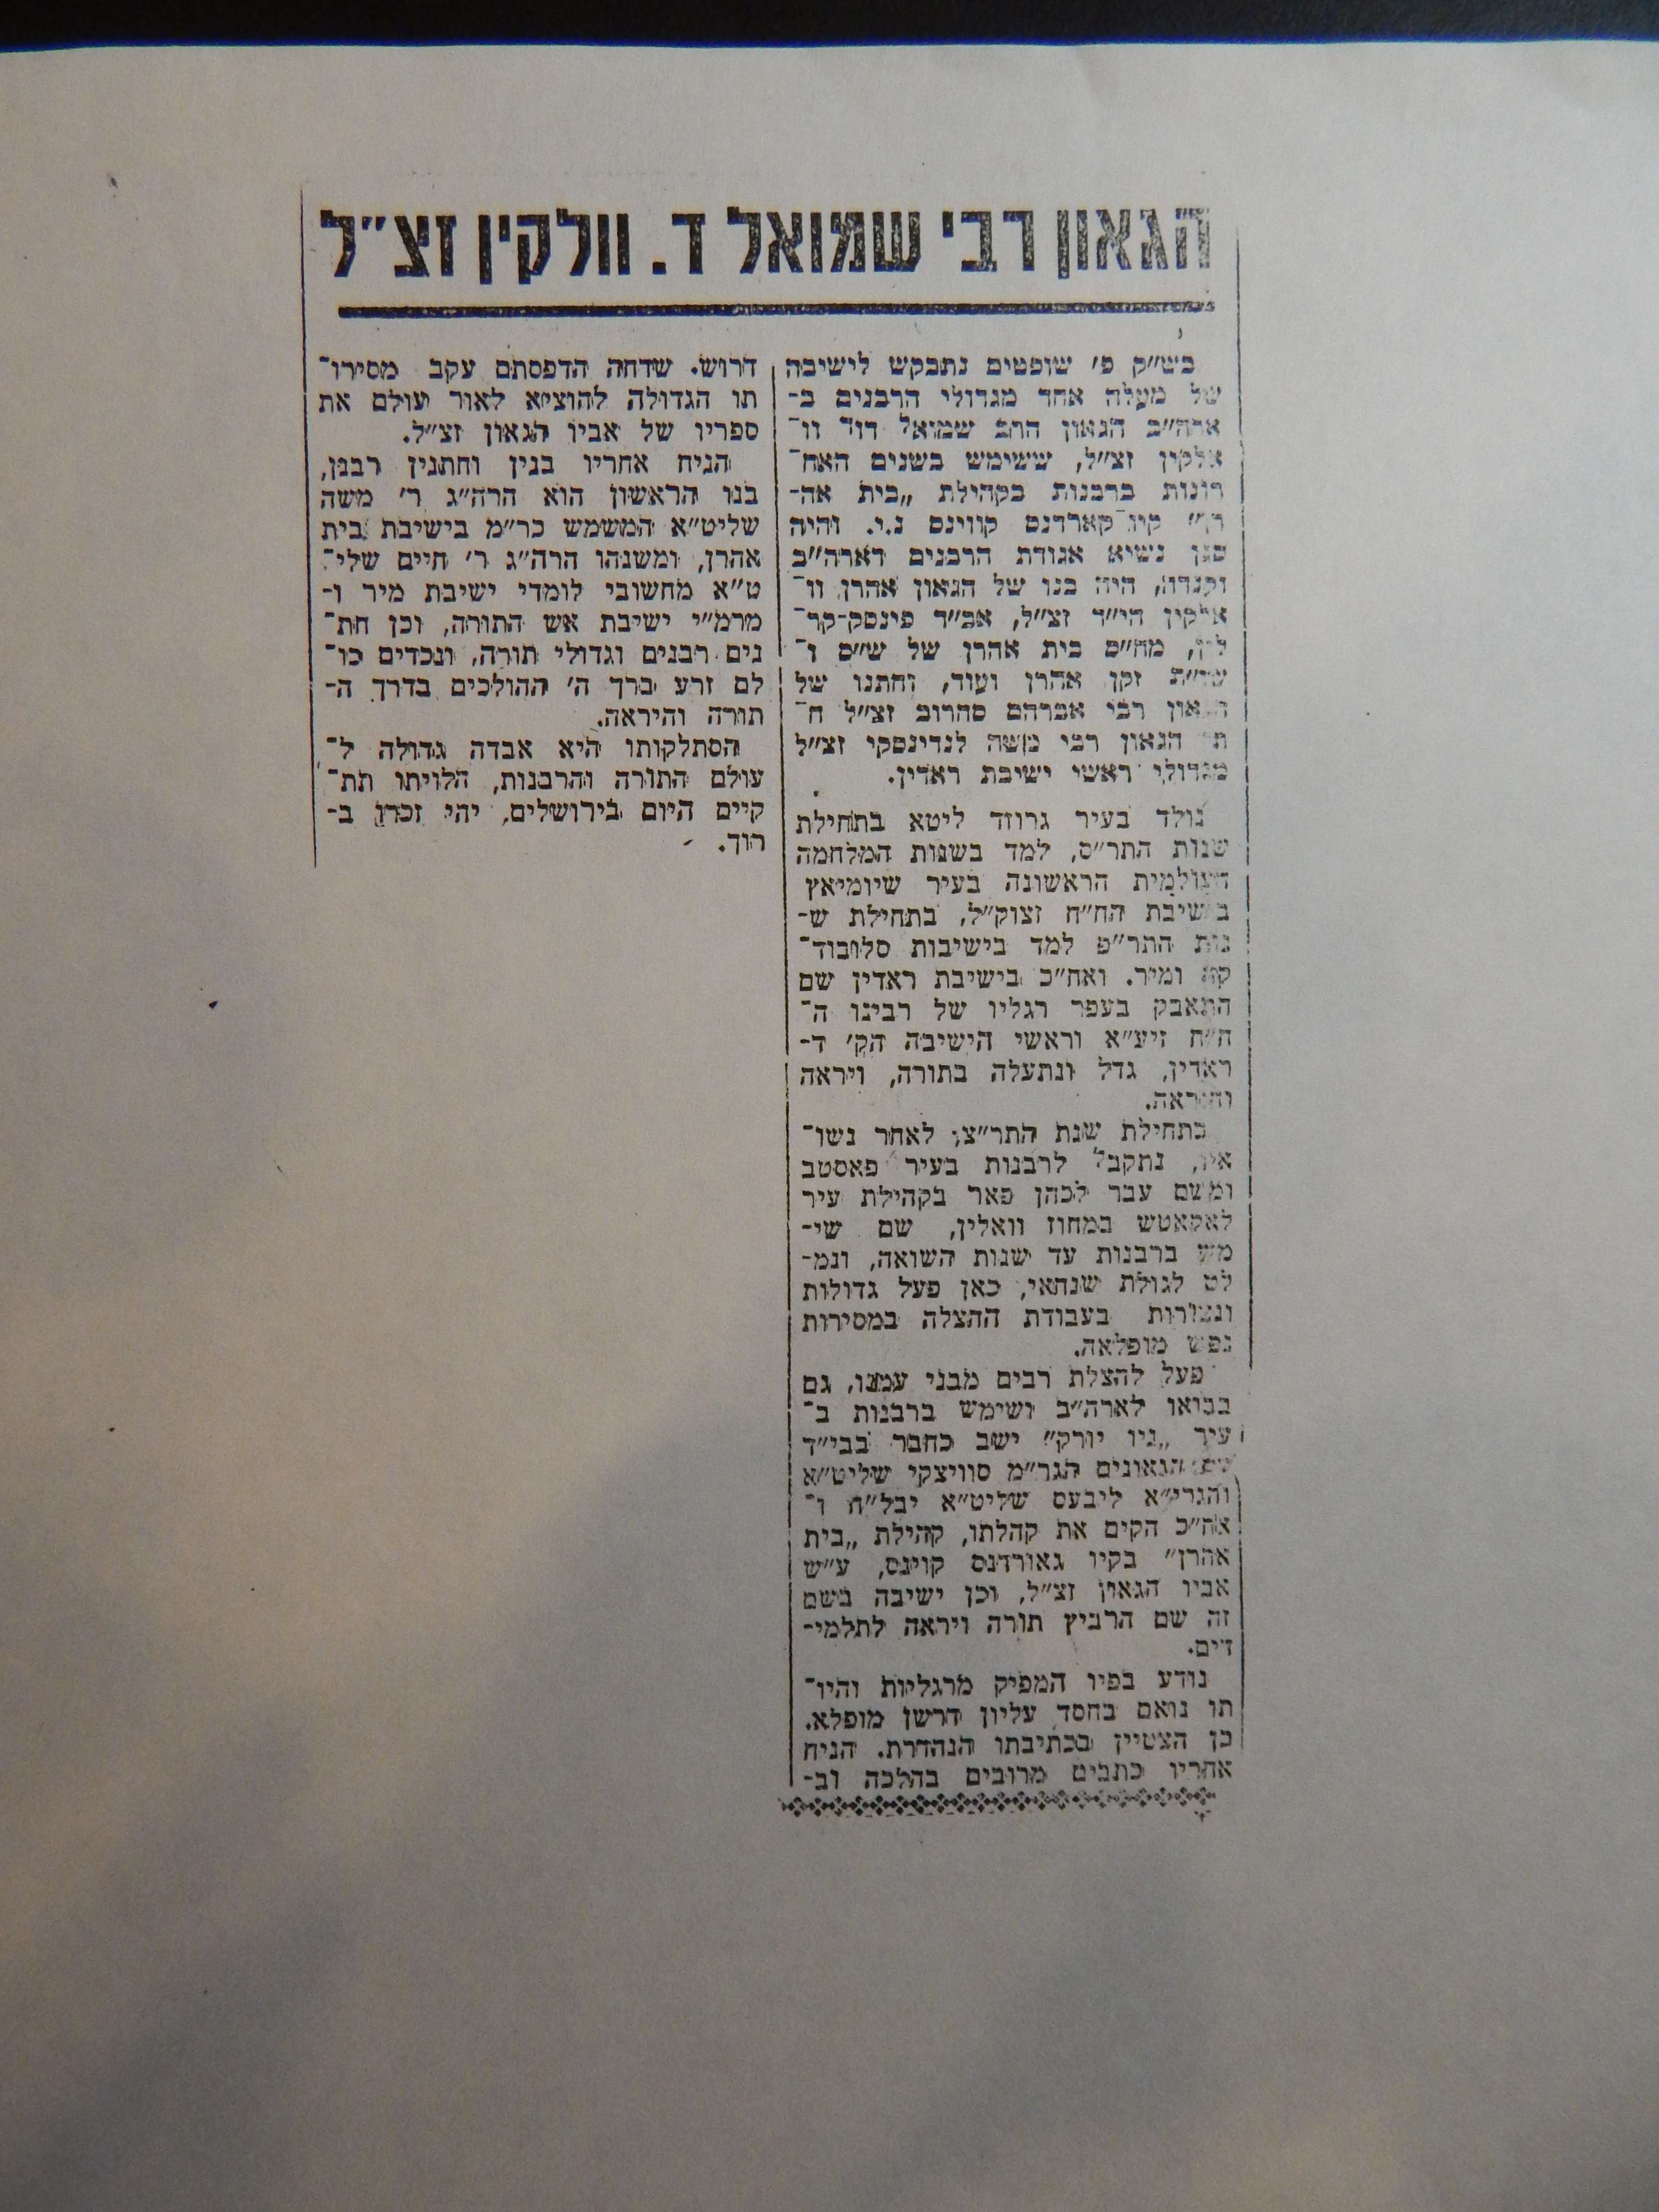 הגאון רבי שמואל ד. וולקין זצ״ל
בש״ק פ׳ שופטים נתבקש לישיבה
של מעלה אחד מגדולי הרבנים ב־
ארה״ב הגאון הרב שמואל דוד וו־
אלקין זצ״ל, ששימש בשנים האח־
רונות ברבנות בקהילת „בית אה־
רן״ קיו־קארדנס קווינס נ.י. והיה
סגן נשיא אגודת הרבנים דארה״ב
וקנדה, היה בנו של הגאון אהרן וו־
אלקין הי״ד זצ״ל, אב״ד פינסק־קר־
לין, מח״ס בית אהרן של ש״ס ו־
שו״ת זקן אהרן ועוד, וחתנו של
הגאון רבי אברהם סהרוב זצ״ל ח־
תן הגאון רבי משה לנדינסקי זצ״ל
מגדולי ראשי ישיבת ראדין.
נולד בעיר גרוזד ליטא בתחילת
שנות התר״ס, למד בשנות המלחמה
העולמית הראשונה בעיר שיומיאץ
בישיבת הח״ח זצוק״ל, בתחילת ש־
נות התר״פ למד בישיבות סלובוד־
קה ומיר. ואח״כ בישיבת ראדין שם
התאבק בעפר רגליו של רבינו ה־
ח״ח זיע״א וראשי הישיבה הק׳ ד־
ראדין, גדל ונתעלה בתורה, ויראה
והוראה.
בתחילת שנת התר״צ; לאחר נשו־
איו, נתקבל לרבנות בעיר פאסטב
ומשם עבר לכהן פאר בקהילת עיר
לאקאטש במחוז וואלין, שם שי־
מש ברבנות עד שנות השואה, ונמ־
לט לגולת שנחאי, כאן פעל גדולות
ונצורות בעבודת ההצלה במסירות
נפש מופלאה.
פעל להצלת רבים מבני עמנו, גם
בבואו לארה״ב ושימש ברבנות ב־
עיר „ניו יורק״ ישב כחבר בבי״ד
עם הגאונים הגר״מ סוויצקי שליט״א
והגרי״א ליבעס שליט״א יבל״ח ו־
אח״כ הקים את קהלתו, קהילת „בית
אהרן״ בקיו גאורדנס קוינס, ע״ש
אביו הגאון זצ״ל, וכן ישיבה בשם
זה שם הרביץ תורה ויראה לתלמי־
דים.
נודע בפיו המפיק מרגליות והיו־
תו נואם בחסד עליון דרשן מופלא.
כן הצטיין בכתיבתו הנהדרת. הניח
אחריו כתבים מרובים בהלכה וב־
דרוש. שדחה הדפסתם עקב מסירו־
תו הגדולה להוציא לאור עולם את
ספריו של אביו הגאון זצ״ל.
הניח אחריו בנין וחתנין רבנן,
בנו הראשון הוא הרה״ג ר׳ משה
שליט״א המשמש כר״מ בישיבת בית
אהרן, ומשנהו הרה״ג ר׳ חיים שלי־
ט״א מחשובי לומדי ישיבת מיר ו־
מרמ״י ישיבת אש התורה, וכן חת־
נים רבנים וגדולי תורה, ונכדים כו־
לם זרע ברך ה׳ ההולכים בדרך ה־
תורה והיראה.
הסתלקותו היא אבדה גדולה ל־
עולם התורה והרבנות, הלויתו תת־
קיים היום בירושלים, יהי זכרו ב־
רוך.